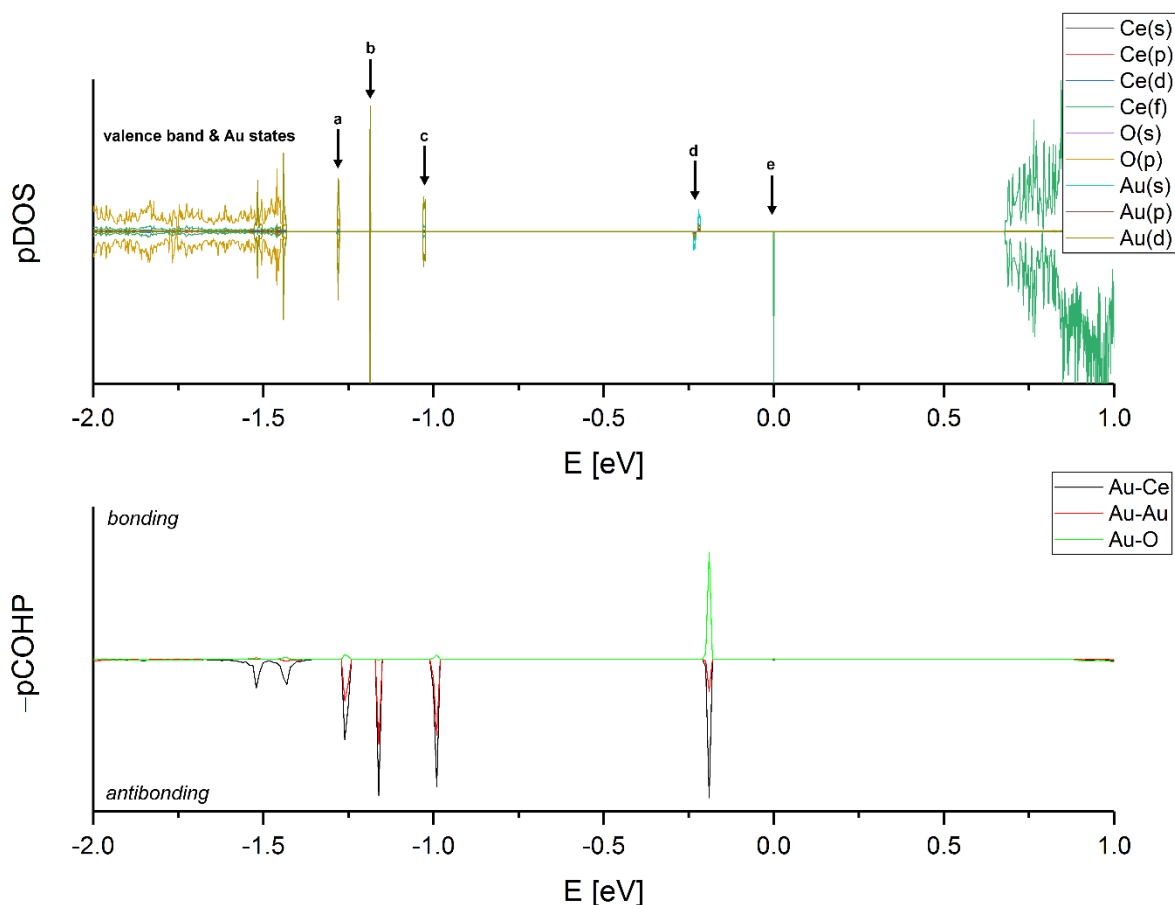 Ce(s)
Ce(p)
Ce(d)
Ce(f)
O(s)
O(p)
Au(s)
Au(p)
Au(d)
b
a
c
d
e
valence band & Au states
pDOS
-2.0 -1.5 -1.0 -0.5 0.0 0.5 1.0
E [eV]
Au-Ce
Au-Au
Au-O
bonding
−pCOHP
antibonding
-2.0 -1.5 -1.0 -0.5 0.0 0.5 1.0
E [eV]